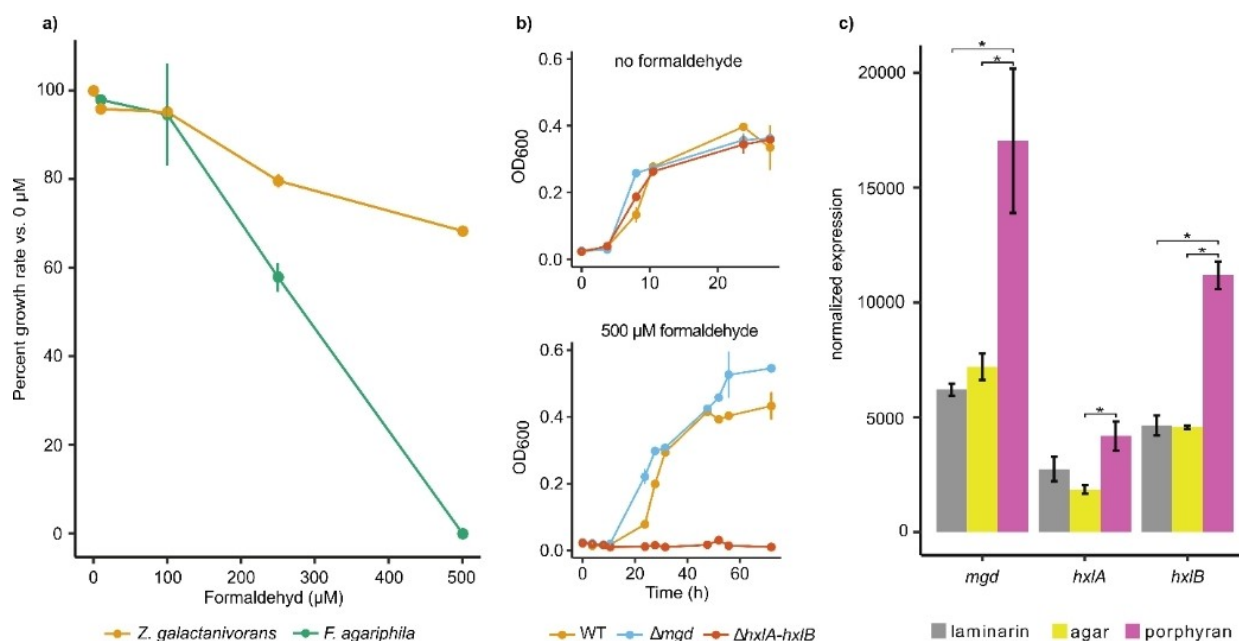 a)
Percent growth rate vs. 0 µM
100
80
60
40
20
0
0 100 200 300 400 500
Formaldehyd (µM)
Z. galactanivorans F. agariphila
b)
no formaldehyde
OD600
0.6
0.4
0.2
0.0
0 10 20
500 µM formaldehyde
OD600
0.6
0.4
0.2
0.0
0 20 40 60
Time (h)
WT Δmgd ΔhxlA-hxlB
c)
normalized expression
20000
15000
10000
5000
0
* * * * *
mgd hxlA hxlB
laminarin agar porphyran